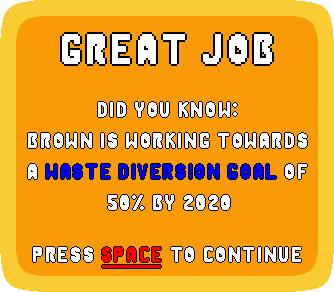 GREAT JOB
DID YOU KNOW:
BROWN IS WORKING TOWARDS
A WASTE DIVERSION GOAL OF
50% BY 2020
PRESS SPACE TO CONTINUE